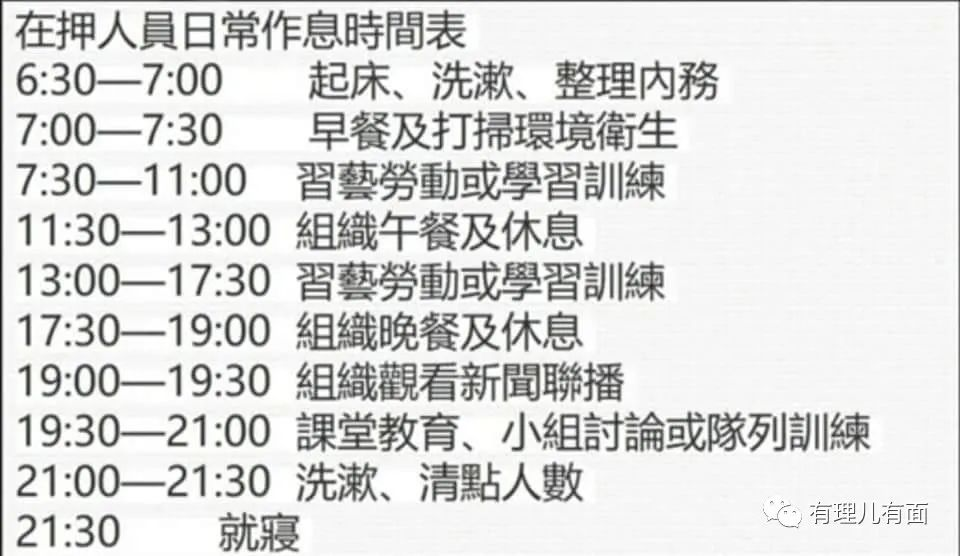 在押人員日常作息時間表
6:30—7:00 起床、洗漱、整理內務
7:00—7:30 早餐及打掃環境衛生
7:30—11:00 習藝勞動或學習訓練
11:30—13:00 組織午餐及休息
13:00—17:30 習藝勞動或學習訓練
17:30—19:00 組織晚餐及休息
19:00—19:30 組織觀看新聞聯播
19:30—21:00 課堂教育、小組討論或隊列訓練
21:00—21:30 洗漱、清點人數
21:30 就寢
有理儿有面